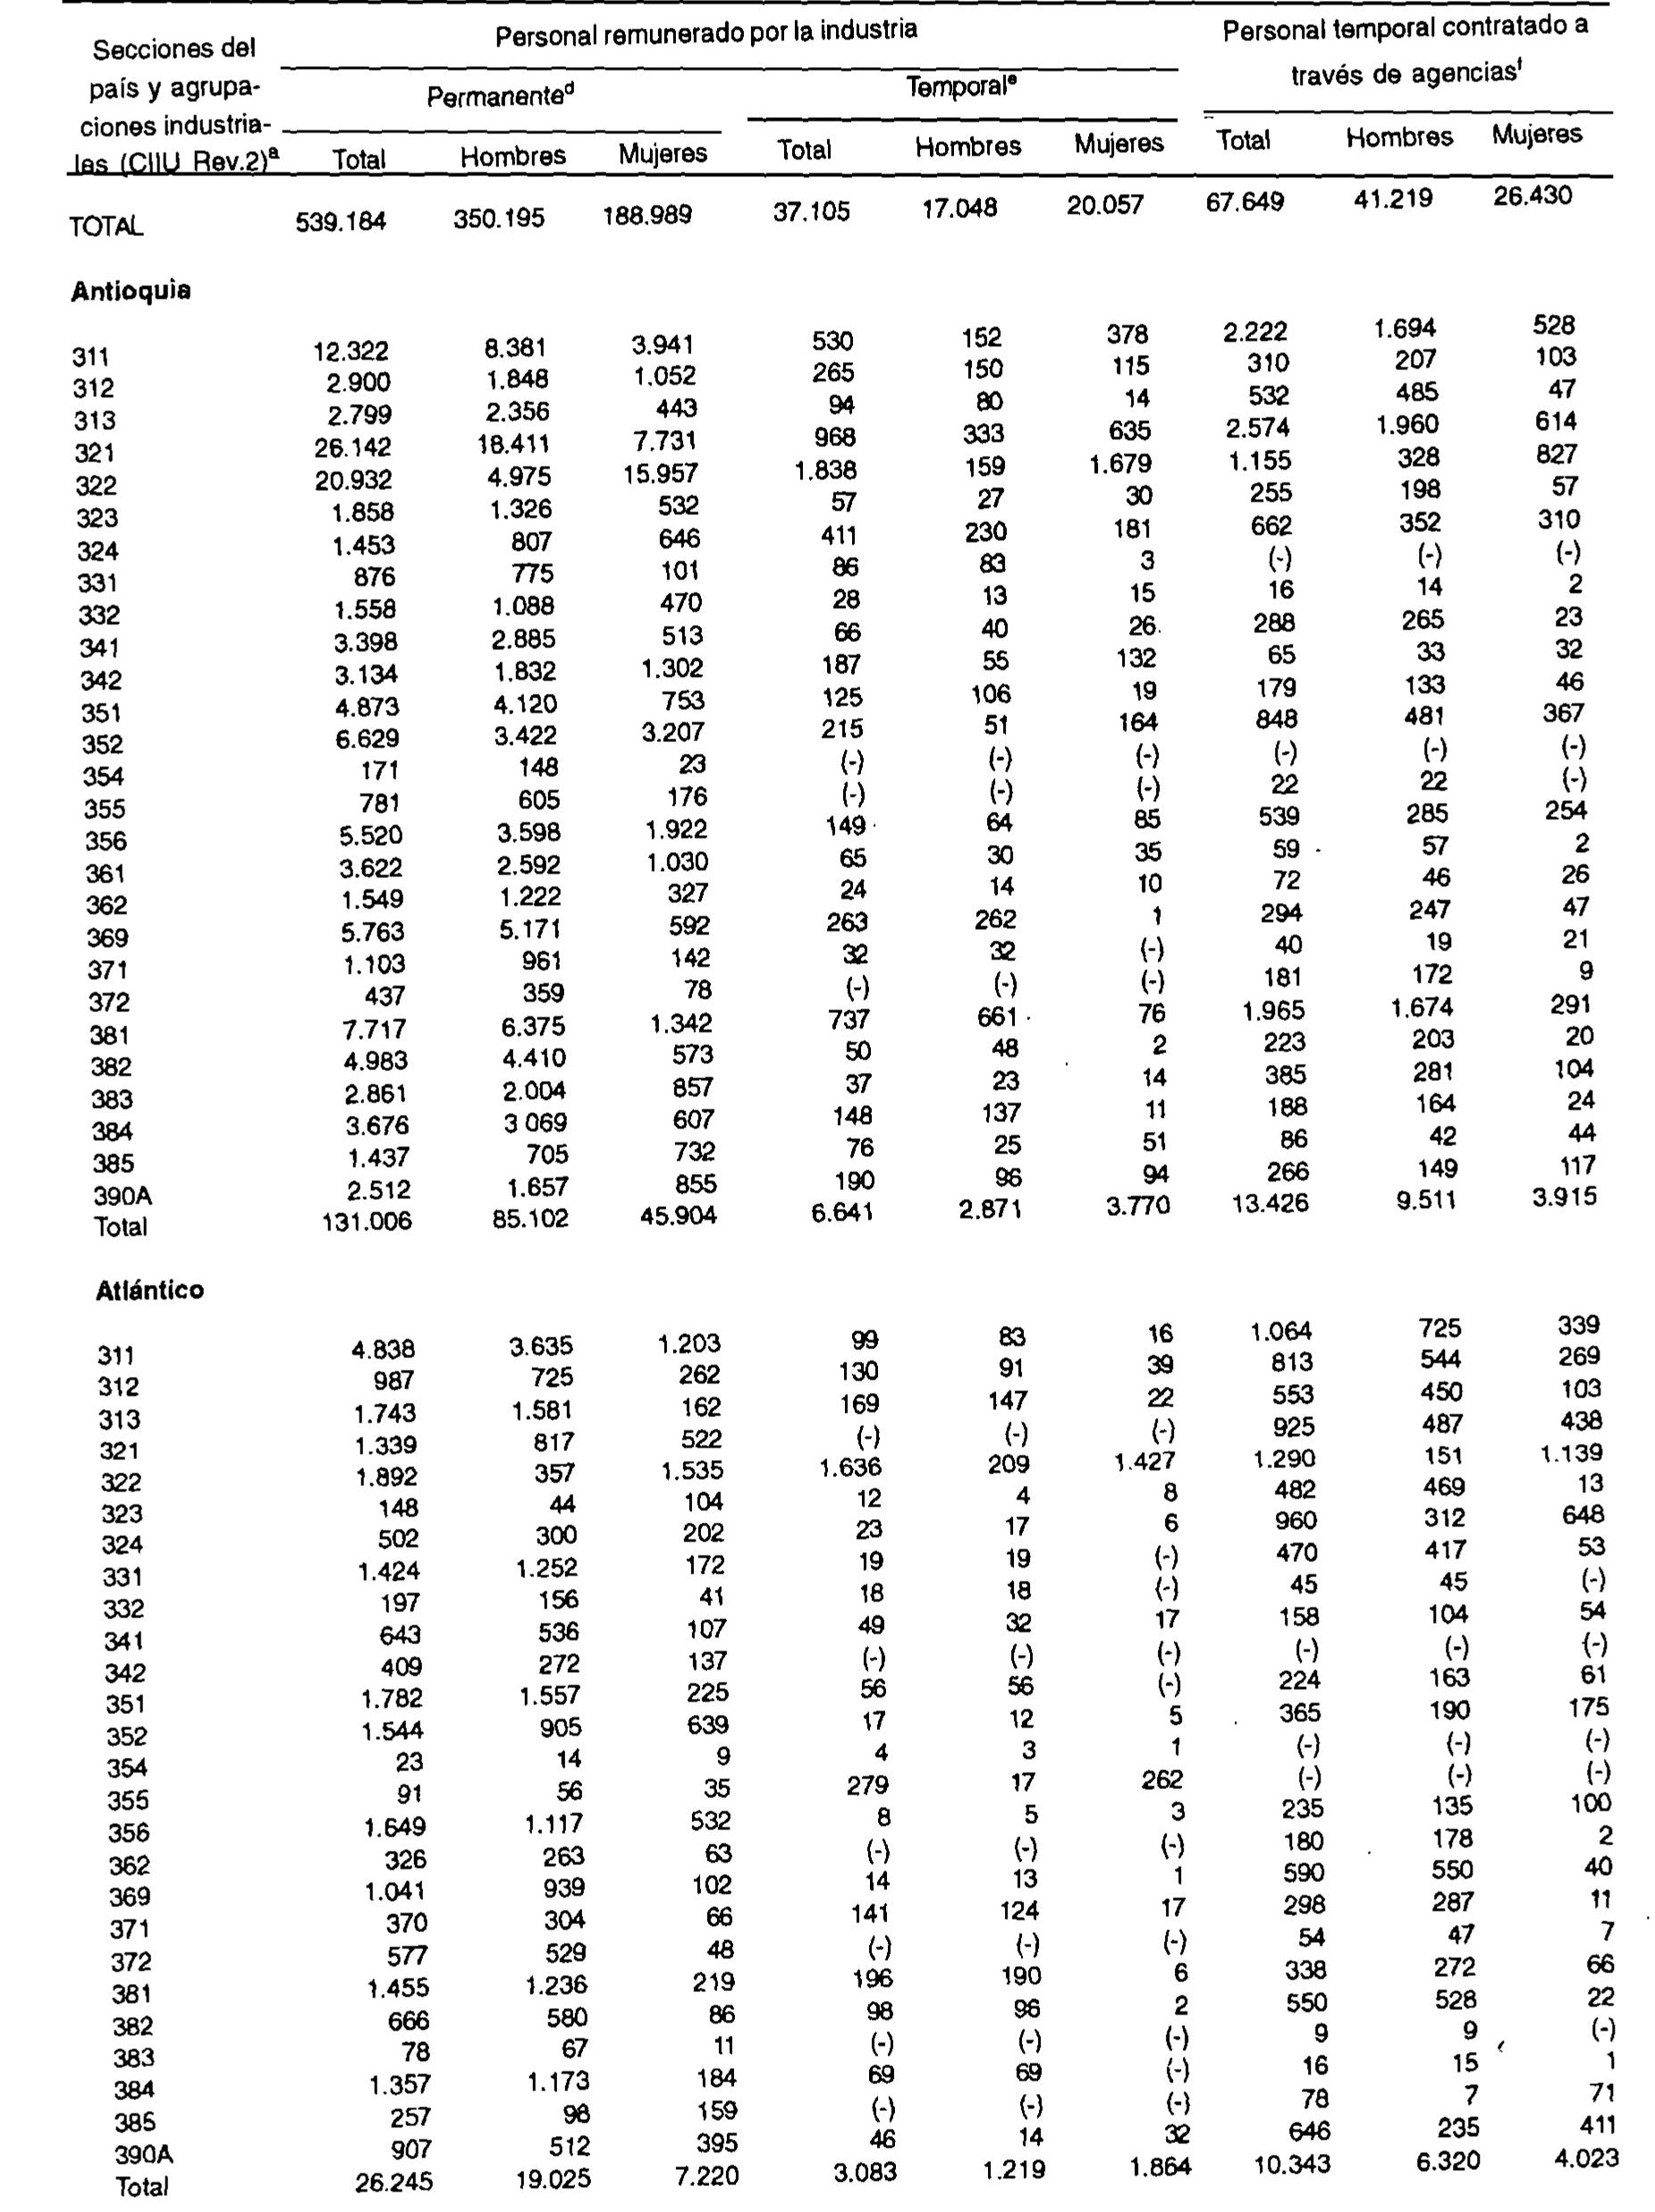 Secciones del país y agrupa- ciones industria- les (CIIU Rev.2)ª Personal remunerado por la industria Personal temporal contratado a través de agenciasᶠ
Permanenteᵈ Temporalᵉ
Total Hombres Mujeres Total Hombres Mujeres Total Hombres Mujeres
TOTAL 539.184 350.195 188.989 37.105 17.048 20.057 67.649 41.219 26.430
Antioquia
311 12.322 8.381 3.941 530 152 378 2.222 1.694 528
312 2.900 1.848 1.052 265 150 115 310 207 103
313 2.799 2.356 443 94 80 14 532 485 47
321 26.142 18.411 7.731 968 333 635 2.574 1.960 614
322 20.932 4.975 15.957 1.838 159 1.679 1.155 328 827
323 1.858 1.326 532 57 27 30 255 198 57
324 1.453 807 646 411 230 181 662 352 310
331 876 775 101 86 83 3 (-) (-) (-)
332 1.558 1.088 470 28 13 15 16 14 2
341 3.398 2.885 513 66 40 26 288 265 23
342 3.134 1.832 1.302 187 55 132 65 33 32
351 4.873 4.120 753 125 106 19 179 133 46
352 6.629 3.422 3.207 215 51 164 848 481 367
354 171 148 23 (-) (-) (-) (-) (-) (-)
355 781 605 176 (-) (-) (-) 22 22 (-)
356 5.520 3.598 1.922 149 64 85 539 285 254
361 3.622 2.592 1.030 65 30 35 59 57 2
362 1.549 1.222 327 24 14 10 72 46 26
369 5.763 5.171 592 263 262 1 294 247 47
371 1.103 961 142 32 32 (-) 40 19 21
372 437 359 78 (-) (-) (-) 181 172 9
381 7.717 6.375 1.342 737 661 76 1.965 1.674 291
382 4.983 4.410 573 50 48 2 223 203 20
383 2.861 2.004 857 37 23 14 385 281 104
384 3.676 3 069 607 148 137 11 188 164 24
385 1.437 705 732 76 25 51 86 42 44
390A 2.512 1.657 855 190 96 94 266 149 117
Total 131.006 85.102 45.904 6.641 2.871 3.770 13.426 9.511 3.915
Atlántico
311 4.838 3.635 1.203 99 83 16 1.064 725 339
312 987 725 262 130 91 39 813 544 269
313 1.743 1.581 162 169 147 22 553 450 103
321 1.339 817 522 (-) (-) (-) 925 487 438
322 1.892 357 1.535 1.636 209 1.427 1.290 151 1.139
323 148 44 104 12 4 8 482 469 13
324 502 300 202 23 17 6 960 312 648
331 1.424 1.252 172 19 19 (-) 470 417 53
332 197 156 41 18 18 (-) 45 45 (-)
341 643 536 107 49 32 17 158 104 54
342 409 272 137 (-) (-) (-) (-) (-) (-)
351 1.782 1.557 225 56 56 (-) 224 163 61
352 1.544 905 639 17 12 5 365 190 175
354 23 14 9 4 3 1 (-) (-) (-)
355 91 56 35 279 17 262 (-) (-) (-)
356 1.649 1.117 532 8 5 3 235 135 100
362 326 263 63 (-) (-) (-) 180 178 2
369 1.041 939 102 14 13 1 590 550 40
371 370 304 66 141 124 17 298 287 11
372 577 529 48 (-) (-) (-) 54 47 7
381 1.455 1.236 219 196 190 6 338 272 66
382 666 580 86 98 96 2 550 528 22
383 78 67 11 (-) (-) (-) 9 9 (-)
384 1.357 1.173 184 69 69 (-) 16 15 1
385 257 98 159 (-) (-) (-) 78 7 71
390A 907 512 395 46 14 32 646 235 411
Total 26.245 19.025 7.220 3.083 1.219 1.864 10.343 6.320 4.023